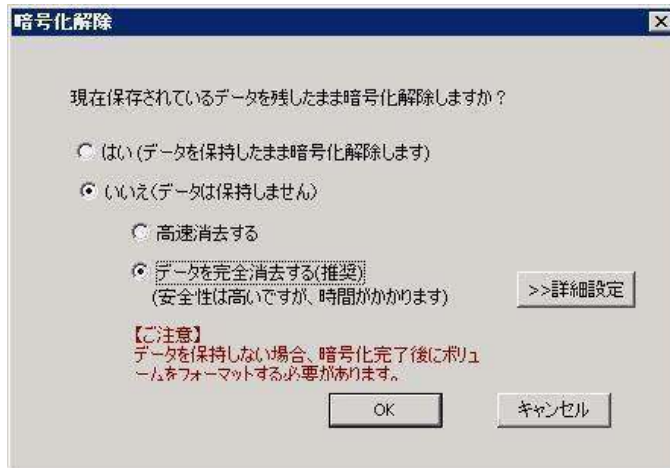 暗号化解除
現在保存されているデータを残したまま暗号化解除しますか？
はい(データを保持したまま暗号化解除します)
いいえ(データは保持しません)
高速消去する
データを完全消去する(推奨)
(安全性は高いですが、時間がかかります)
>>詳細設定
【ご注意】
データを保持しない場合、暗号化完了後にボリュ
ームをフォーマットする必要があります。
OK
キャンセル